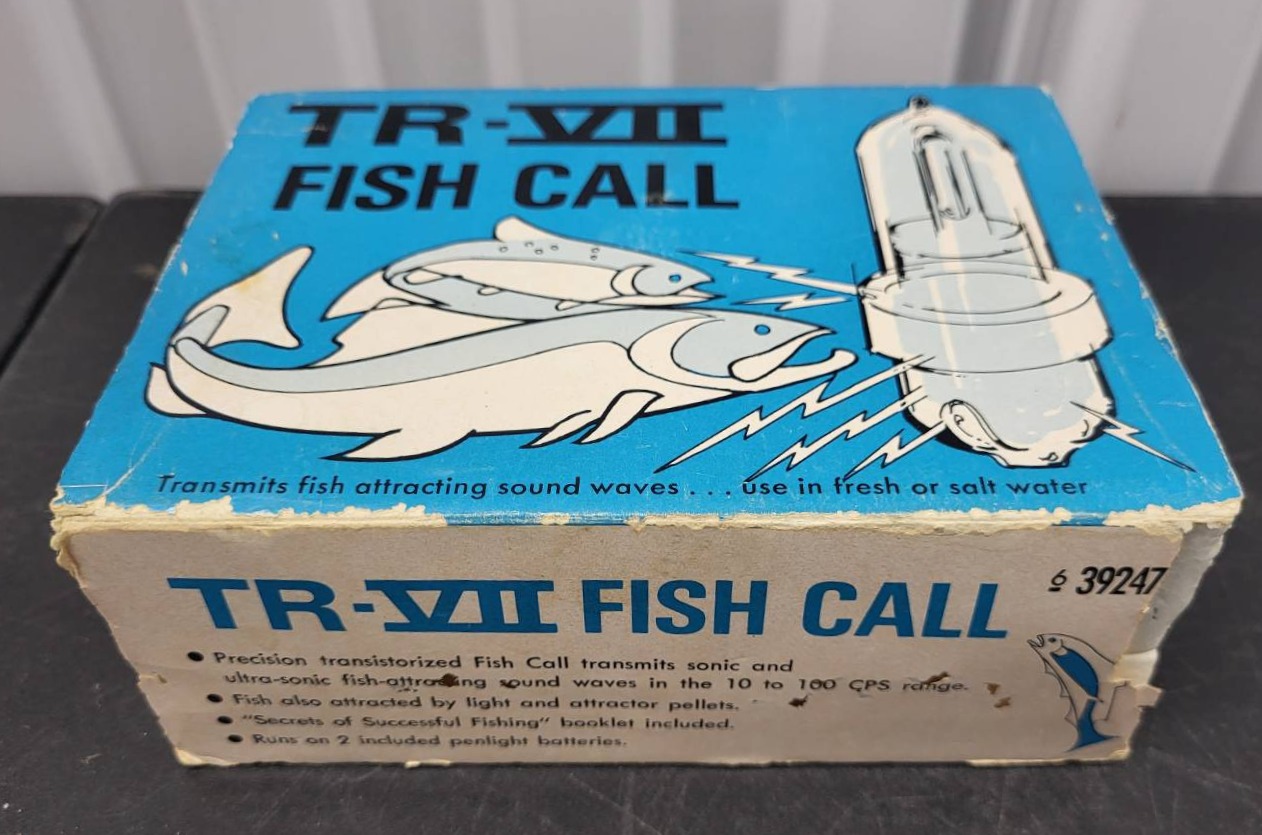 TR-VII
FISH CALL
Transmits fish attracting sound waves . . . use in fresh or salt water
TR-VII FISH CALL
6 39247
• Precision transistorized Fish Call transmits sonic and
ultra-sonic fish-attracting sound waves in the 10 to 100 CPS range.
• Fish also attracted by light and attractor pellets.
• "Secrets of Successful Fishing" booklet included.
• Runs on 2 included penlight batteries.